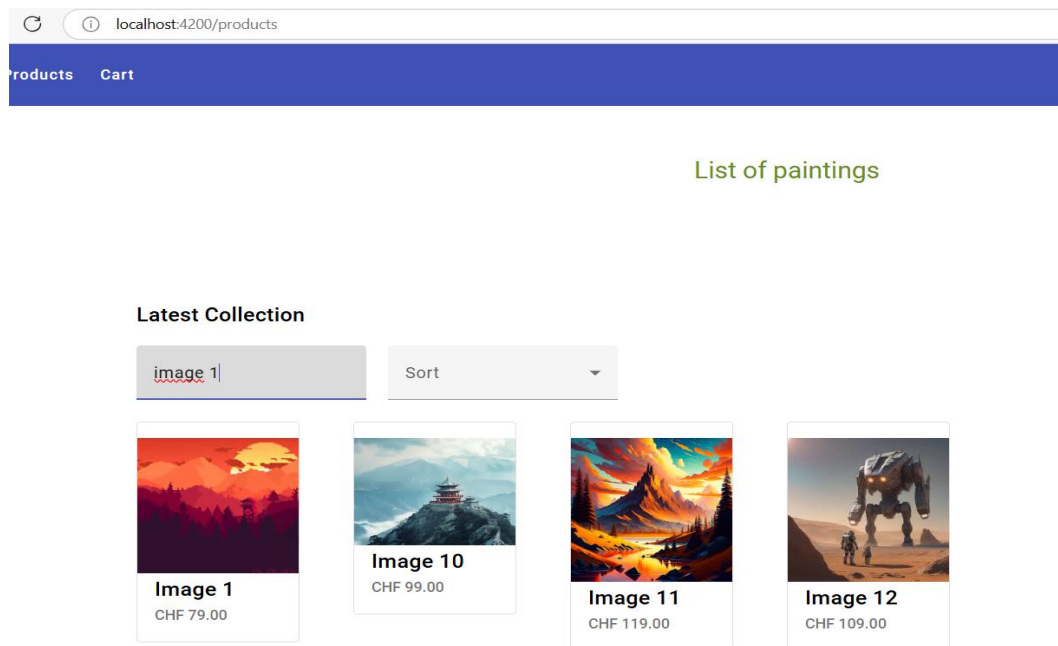 localhost:4200/products
Products Cart
List of paintings
Latest Collection
image 1 Sort
Image 1
CHF 79.00
Image 10
CHF 99.00
Image 11
CHF 119.00
Image 12
CHF 109.00